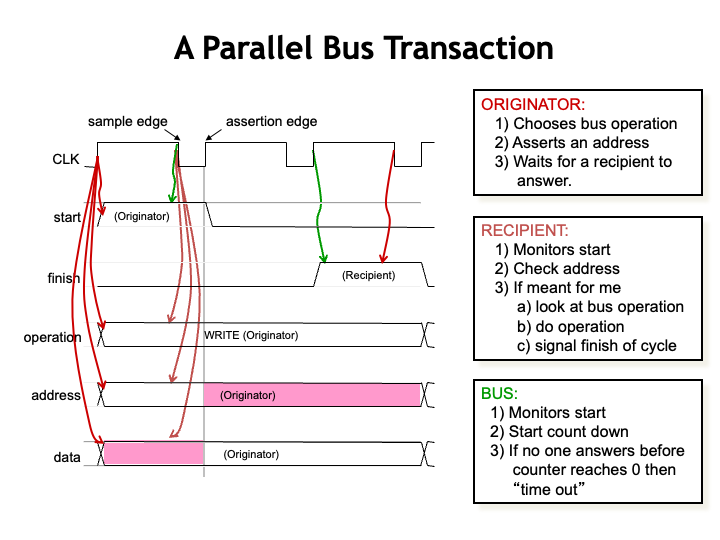 A Parallel Bus Transaction
sample edge
assertion edge
CLK
start
(Originator)
finish
(Recipient)
operation
WRITE (Originator)
address
(Originator)
data
(Originator)
ORIGINATOR:
1) Chooses bus operation
2) Asserts an address
3) Waits for a recipient to
answer.
RECIPIENT:
1) Monitors start
2) Check address
3) If meant for me
a) look at bus operation
b) do operation
c) signal finish of cycle
BUS:
1) Monitors start
2) Start count down
3) If no one answers before
counter reaches 0 then
“time out”